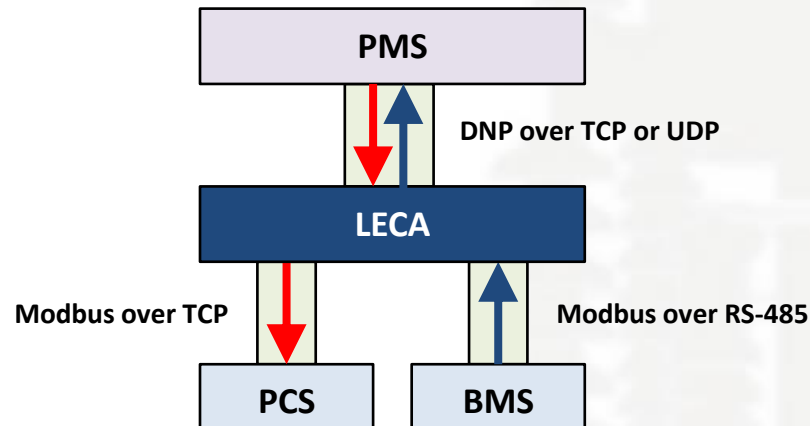 PMS
DNP over TCP or UDP
LECA
Modbus over TCP
Modbus over RS-485
PCS
BMS